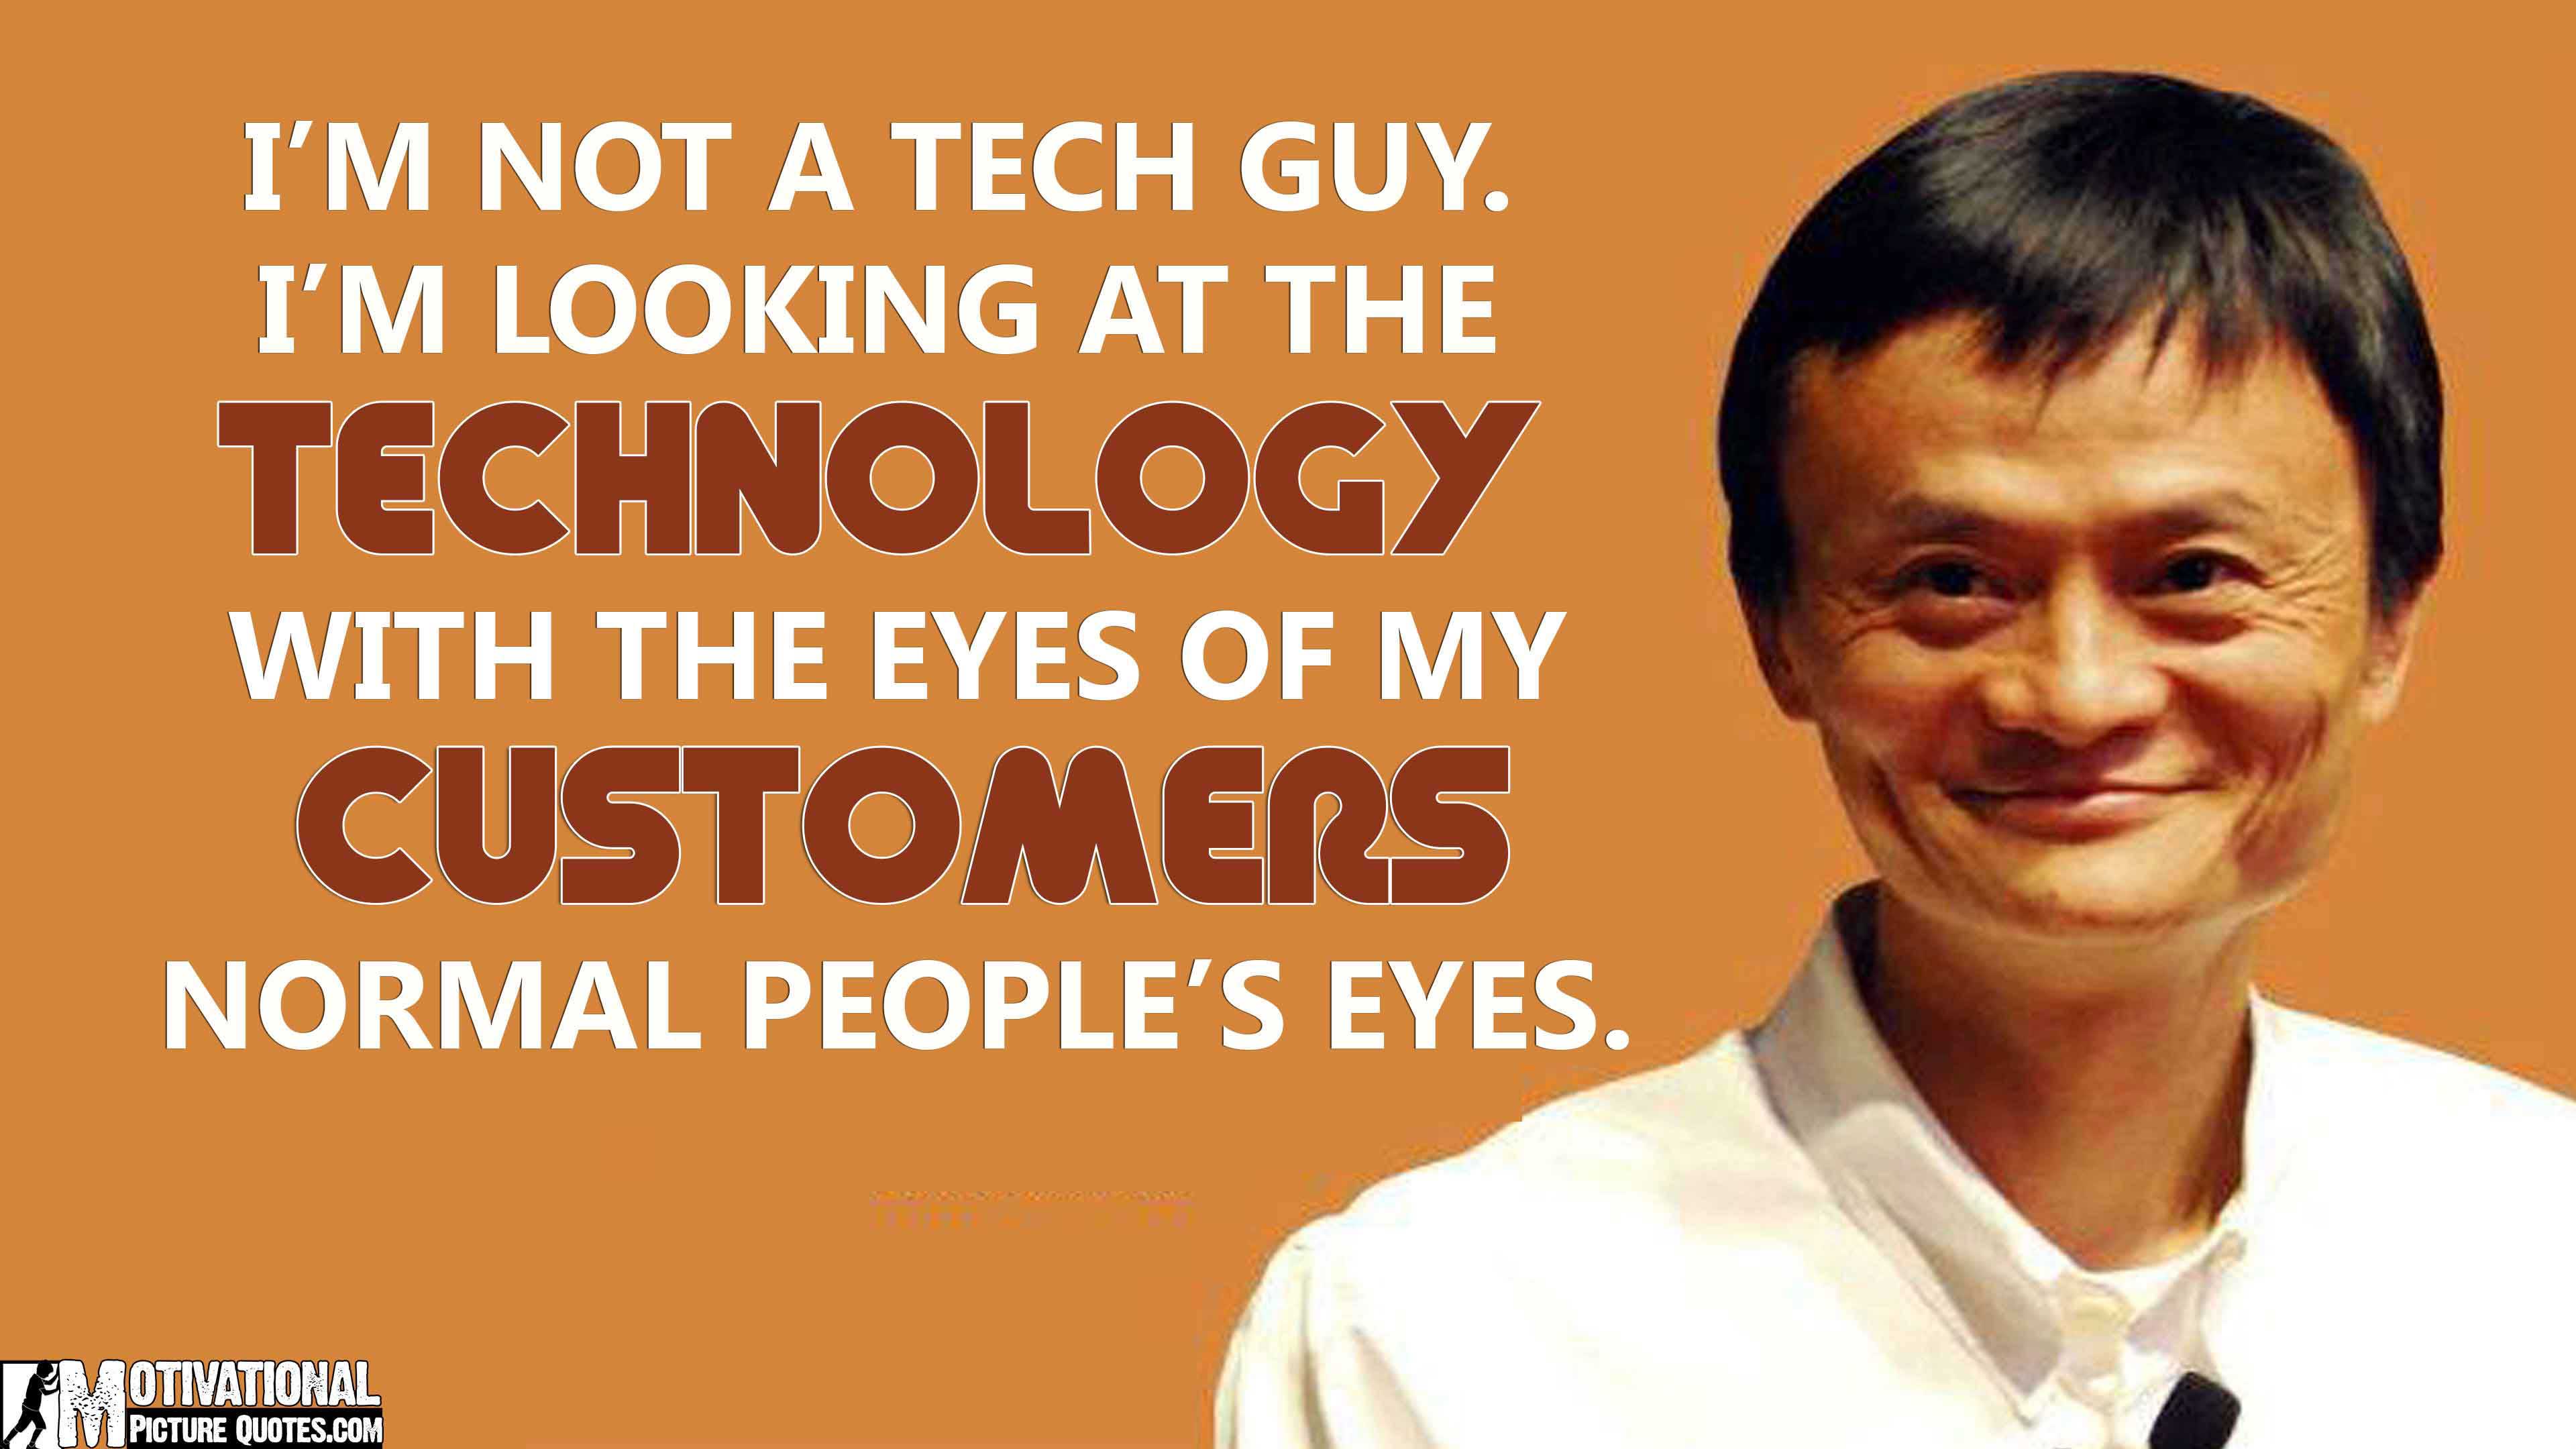 I'M NOT A TECH GUY.
I'M LOOKING AT THE
TECHNOLOGY
WITH THE EYES OF MY
CUSTOMERS
NORMAL PEOPLE'S EYES.
MOTIVATIONAL
PICTURE QUOTES.COM